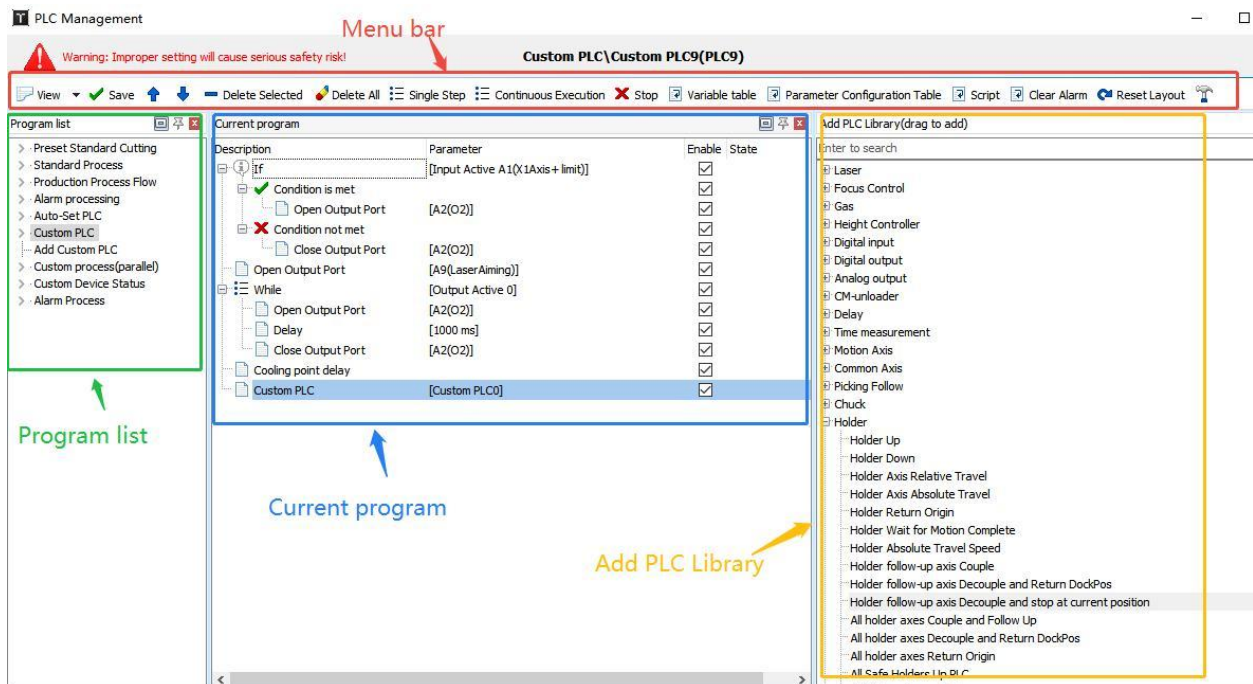 PLC Management
Menu bar
Warning: Improper setting will cause serious safety risk!
Custom PLC\Custom PLC9(PLC9)
View Save Delete Selected Delete All Single Step Continuous Execution Stop Variable table Parameter Configuration Table Script Clear Alarm Reset Layout
Program list
Preset Standard Cutting
Standard Process
Production Process Flow
Alarm processing
Auto-Set PLC
Custom PLC
Add Custom PLC
Custom process(parallel)
Custom Device Status
Alarm Process
Program list
Current program
Description Parameter Enable State
If [Input Active A1(X1Axis+limit)]
Condition is met
Open Output Port [A2(O2)]
Condition not met
Close Output Port [A2(O2)]
Open Output Port [A9(LaserAiming)]
While [Output Active 0]
Open Output Port [A2(O2)]
Delay [1000 ms]
Close Output Port [A2(O2)]
Cooling point delay
Custom PLC [Custom PLC0]
Current program
Add PLC Library(drag to add)
Enter to search
Laser
Focus Control
Gas
Height Controller
Digital input
Digital output
Analog output
CM-unloader
Delay
Time measurement
Motion Axis
Common Axis
Picking Follow
Chuck
Holder
Holder Up
Holder Down
Holder Axis Relative Travel
Holder Axis Absolute Travel
Holder Return Origin
Holder Wait for Motion Complete
Holder Absolute Travel Speed
Holder follow-up axis Couple
Holder follow-up axis Decouple and Return DockPos
Holder follow-up axis Decouple and stop at current position
All holder axes Couple and Follow Up
All holder axes Decouple and Return DockPos
All holder axes Return Origin
All Safe Holders Up PLC
Add PLC Library